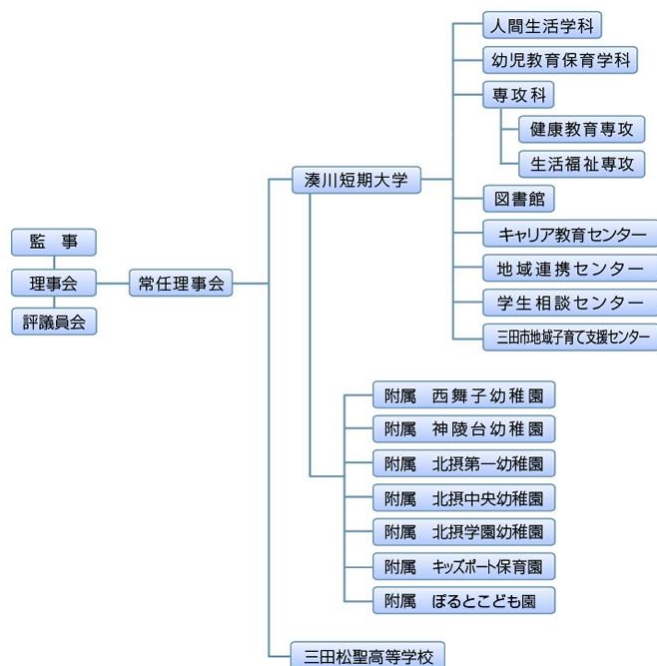 監　事
理事会
評議員会
常任理事会
湊川短期大学
人間生活学科
幼児教育保育学科
専攻科
健康教育専攻
生活福祉専攻
図書館
キャリア教育センター
地域連携センター
学生相談センター
三田市地域子育て支援センター
附属　西舞子幼稚園
附属　神陵台幼稚園
附属　北摂第一幼稚園
附属　北摂中央幼稚園
附属　北摂学園幼稚園
附属　キッズポート保育園
附属　ぽるとこども園
三田松聖高等学校